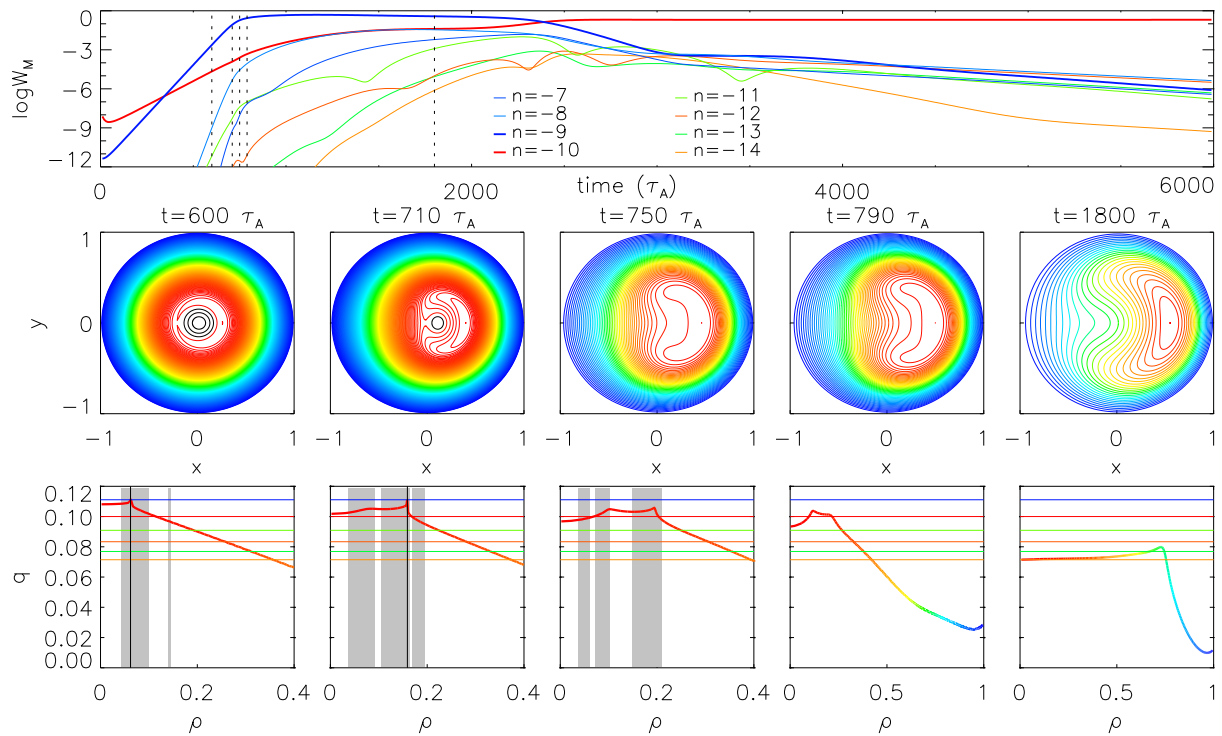 logW_M
0
−3
−6
−9
−12
n=−7
n=−8
n=−9
n=−10
n=−11
n=−12
n=−13
n=−14
0
2000
4000
6000
time (τ_A)
t=600 τ_A
t=710 τ_A
t=750 τ_A
t=790 τ_A
t=1800 τ_A
y
1
0
−1
−1 0 1
−1 0 1
−1 0 1
−1 0 1
−1 0 1
x
x
x
x
x
q
0.12
0.10
0.08
0.06
0.04
0.02
0.00
0 0.2 0.4
0 0.2 0.4
0 0.2 0.4
0 0.5 1
0 0.5 1
ρ
ρ
ρ
ρ
ρ